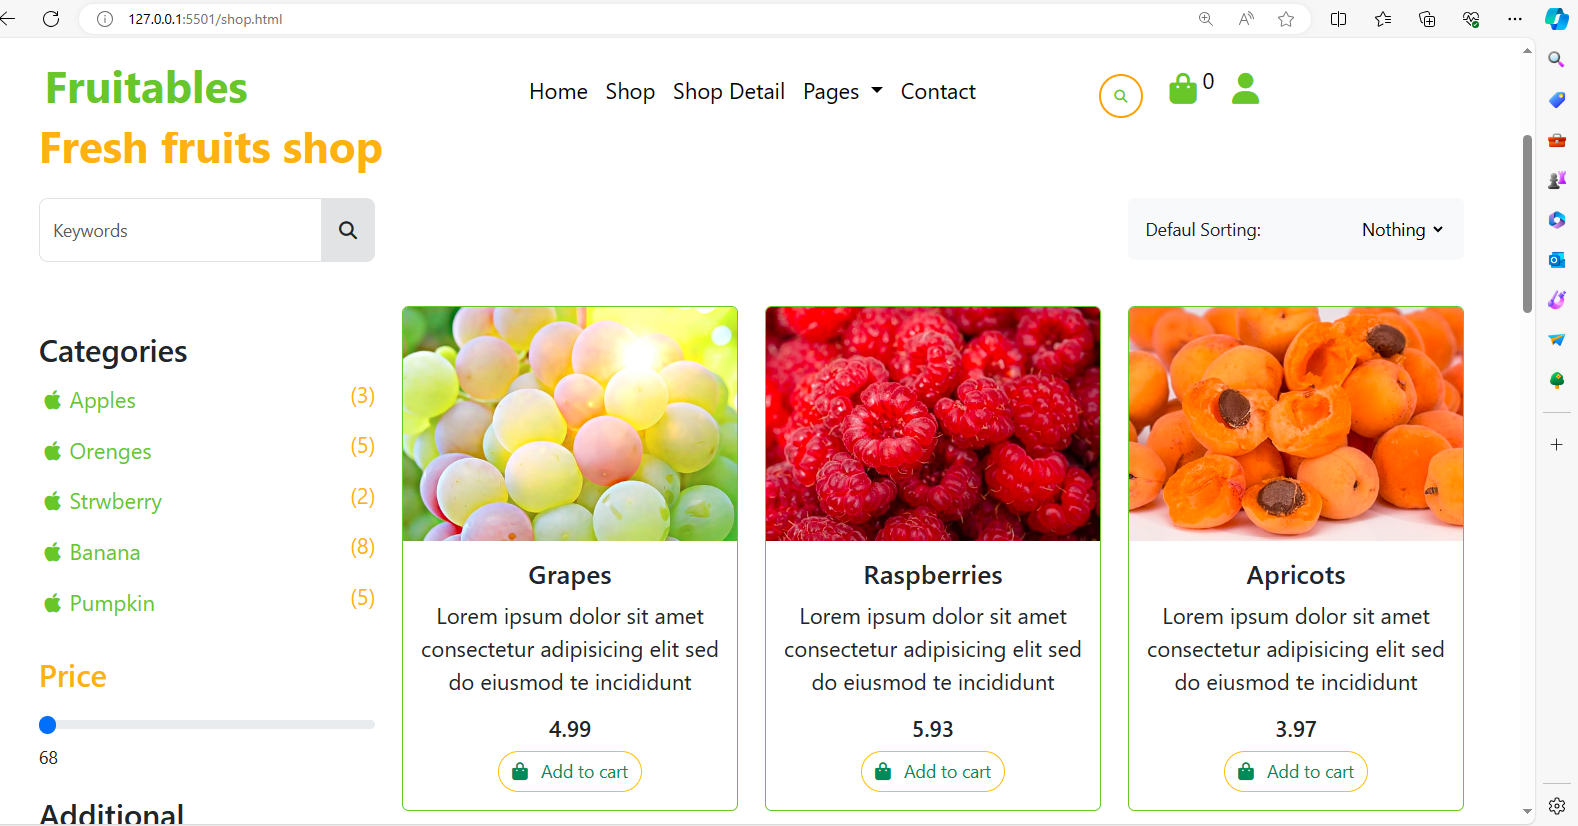 127.0.0.1:5501/shop.html
Fruitables
Home Shop Shop Detail Pages Contact
0
Fresh fruits shop
Keywords
Defaul Sorting: Nothing
Categories
Apples (3)
Orenges (5)
Strwberry (2)
Banana (8)
Pumpkin (5)
Price
68
Additional
Grapes
Lorem ipsum dolor sit amet
consectetur adipisicing elit sed
do eiusmod te incididunt
4.99
Add to cart
Raspberries
Lorem ipsum dolor sit amet
consectetur adipisicing elit sed
do eiusmod te incididunt
5.93
Add to cart
Apricots
Lorem ipsum dolor sit amet
consectetur adipisicing elit sed
do eiusmod te incididunt
3.97
Add to cart